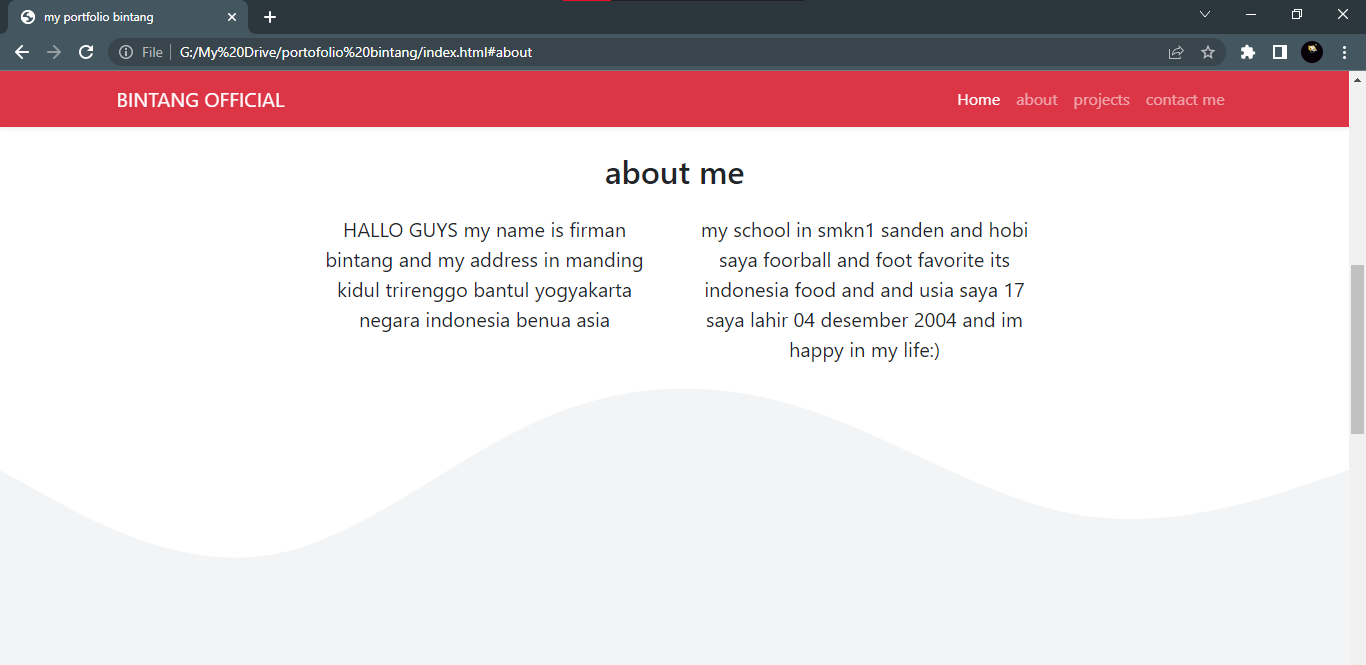 my portfolio bintang
File
G:/My%20Drive/portofolio%20bintang/index.html#about
BINTANG OFFICIAL
Home about projects contact me
about me
HALLO GUYS my name is firman
bintang and my address in manding
kidul trirenggo bantul yogyakarta
negara indonesia benua asia
my school in smkn1 sanden and hobi
saya foorball and foot favorite its
indonesia food and and usia saya 17
saya lahir 04 desember 2004 and im
happy in my life:)